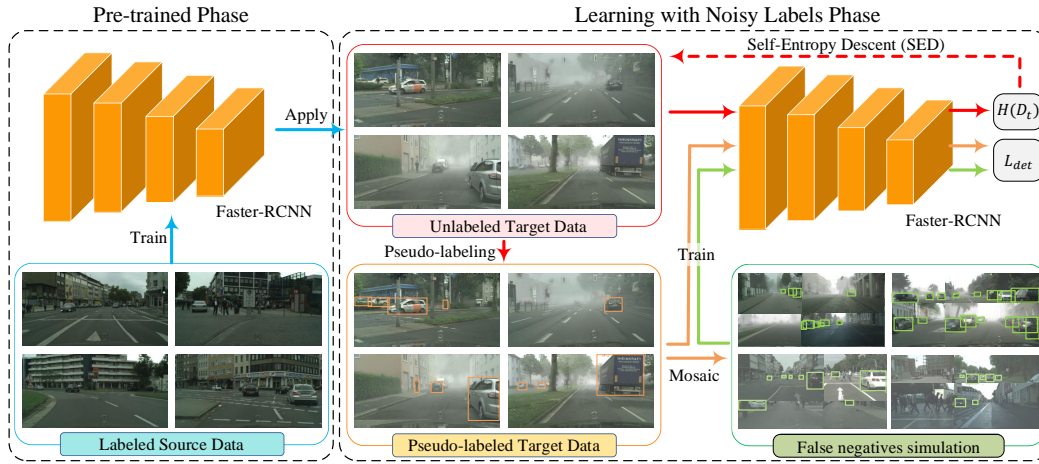 Pre-trained Phase
Learning with Noisy Labels Phase
Self-Entropy Descent (SED)
Apply
H(D_t)
L_det
Faster-RCNN
Faster-RCNN
Unlabeled Target Data
Train
Pseudo-labeling
Train
Mosaic
Labeled Source Data
Pseudo-labeled Target Data
False negatives simulation